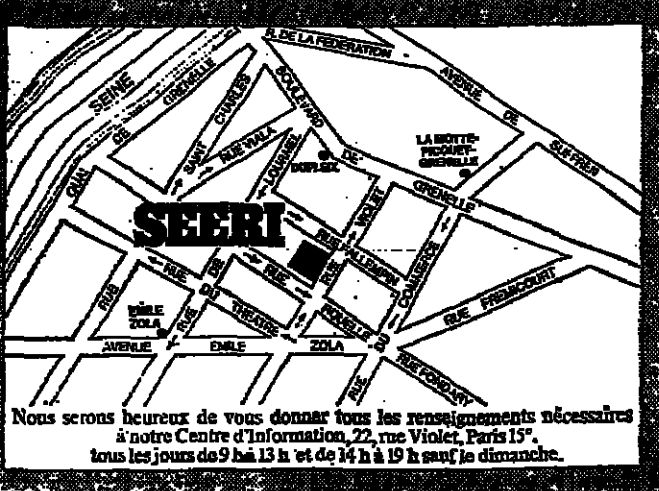 R. DE LA FEDERATION
AVENUE DE SUFFREN
SEINE
QUAI DE GRENELLE
SAINT CHARLES
RUE VIALA
BOULEVARD DE GRENELLE
LOURMEL
DUPLEIX
LA MOTTE-
PICQUET-
GRENELLE
SEERI
RUE VIOLET
RUE FALLEMPIN
RUE DU COMMERCE
RUE FREMICOURT
RUE DU THEATRE
RUE ROUELLE
RUE DE
RUE
EMILE
ZOLA
AVENUE EMILE ZOLA
RUE FONDARY
Nous serons heureux de vous donner tous les renseignements nécessaires
à notre Centre d'Information, 22, rue Violet, Paris 15e.
tous les jours de 9 h à 13 h et de 14 h à 19 h sauf le dimanche.